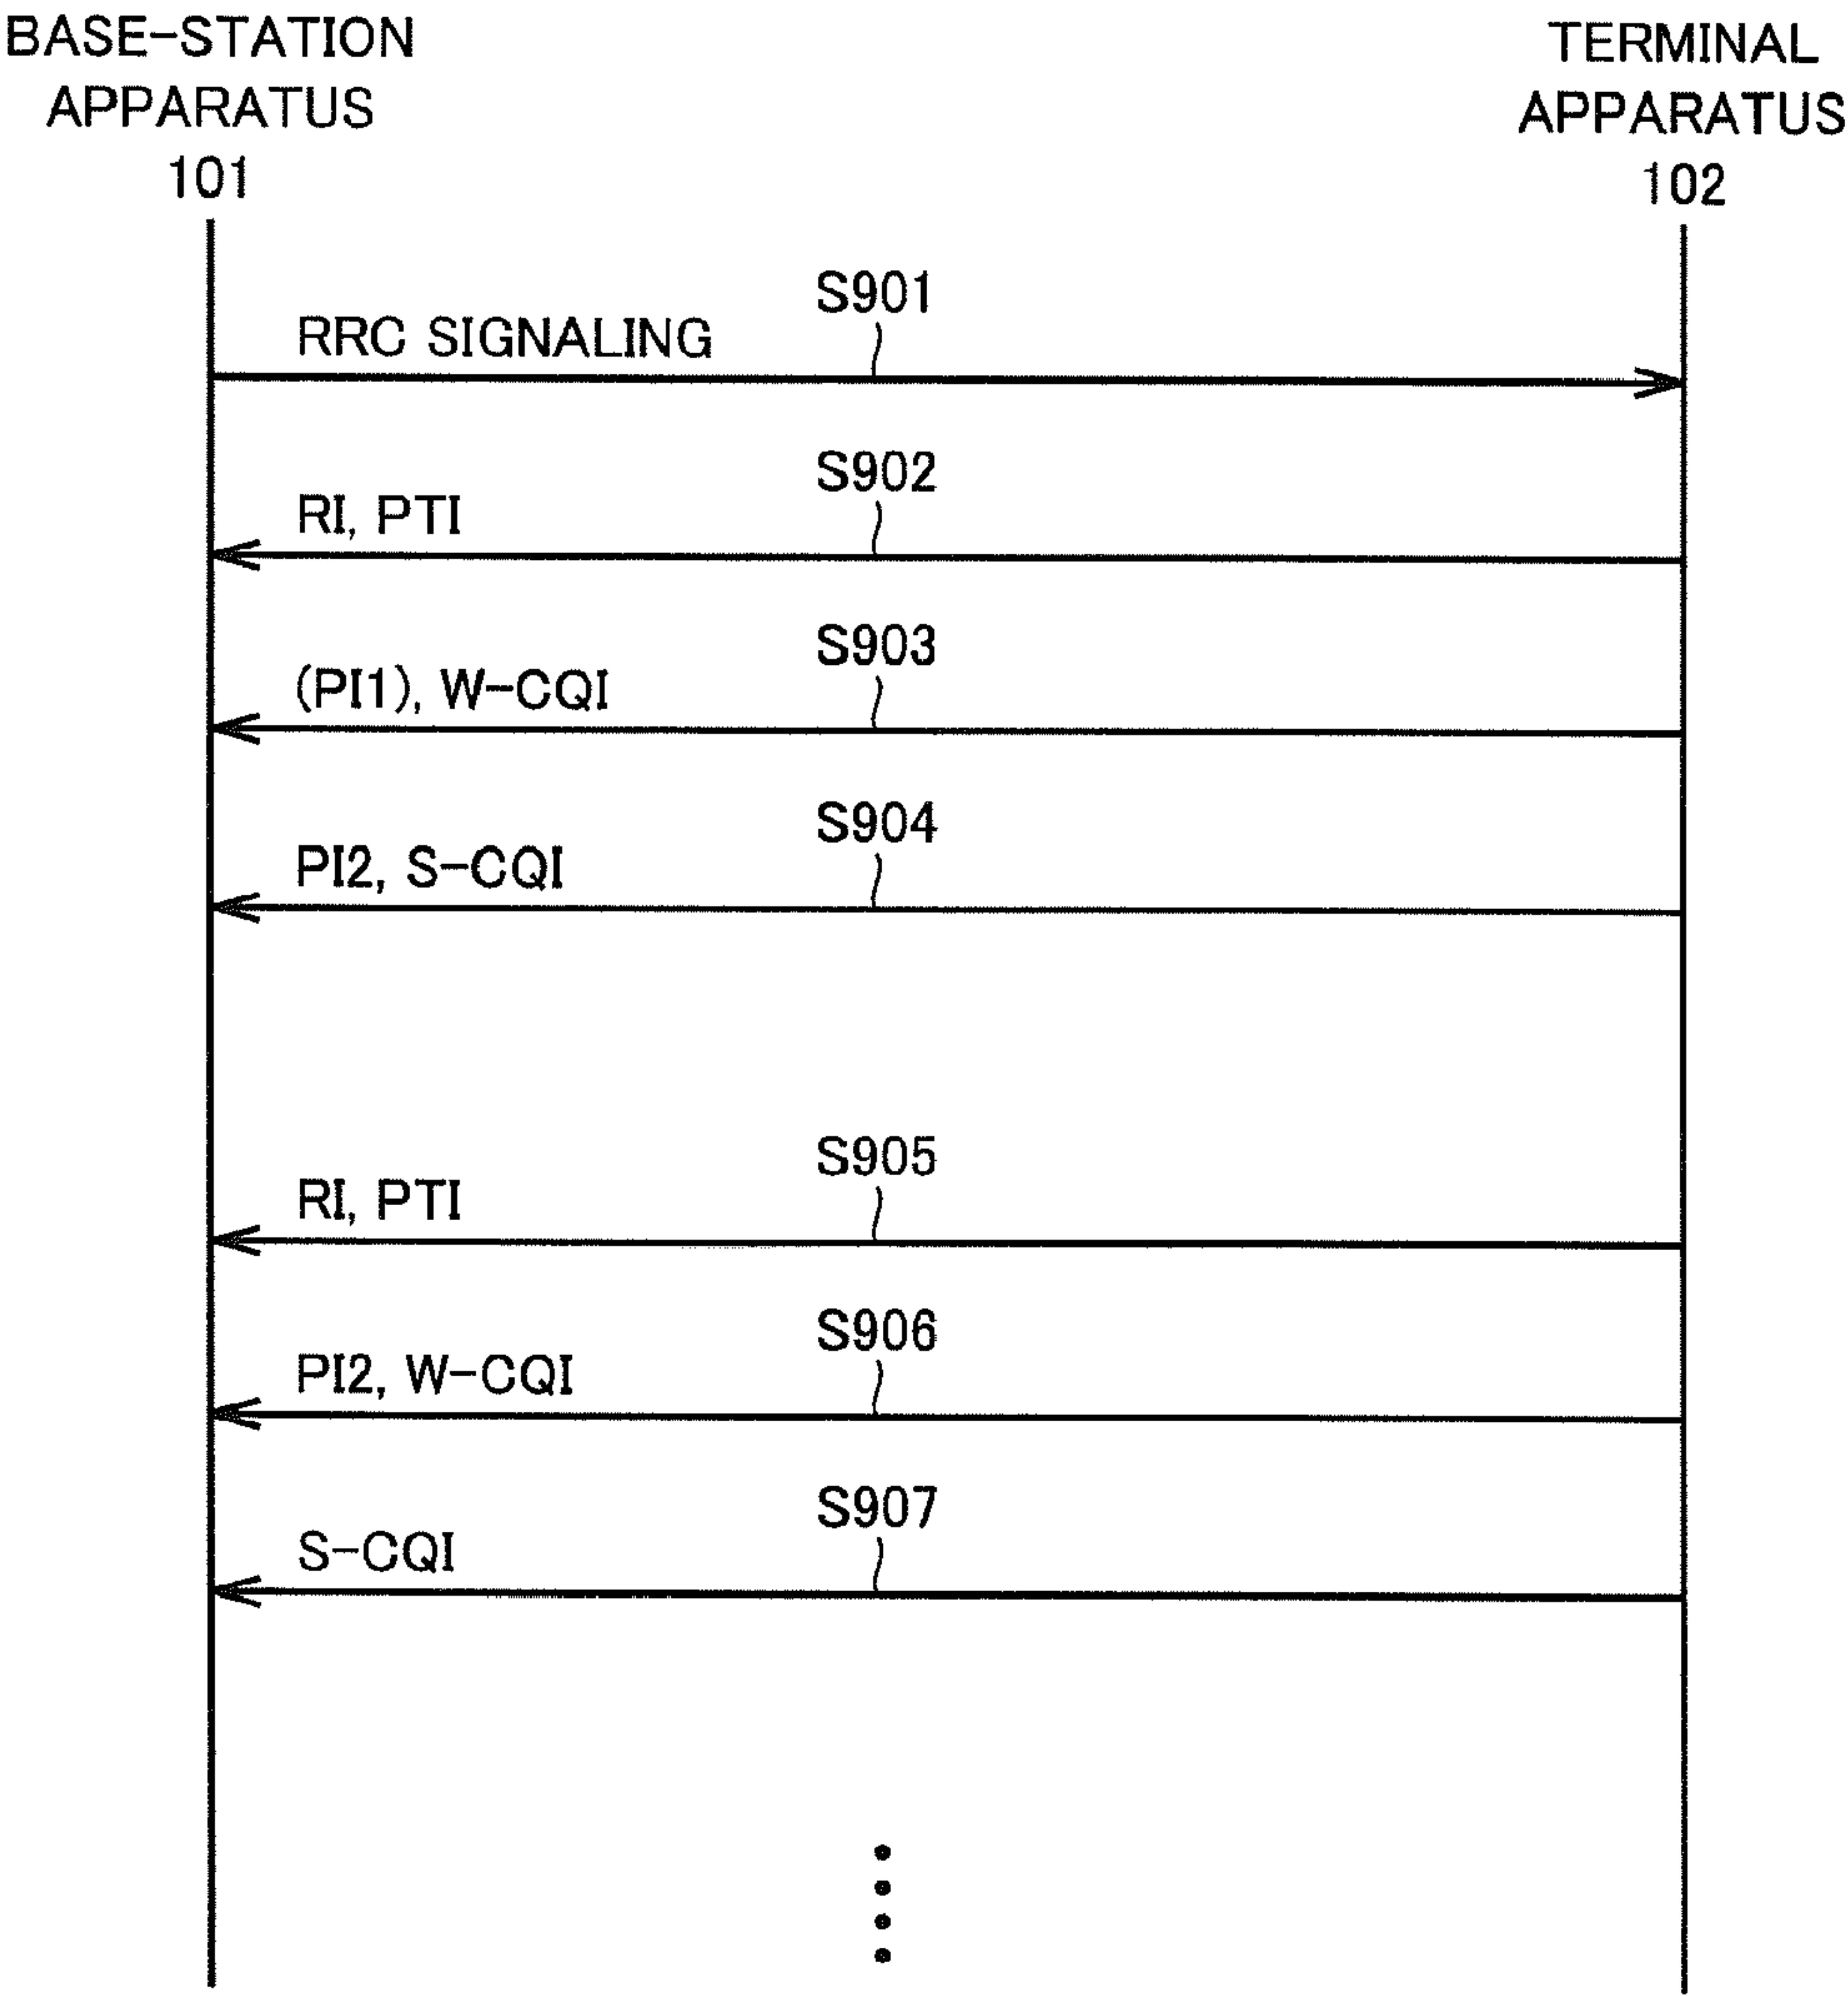 BASE-STATION
APPARATUS
101
TERMINAL
APPARATUS
102
S901
RRC SIGNALING
S902
RI, PTI
S903
(PI1), W-CQI
S904
PI2, S-CQI
S905
RI, PTI
S906
PI2, W-CQI
S907
S-CQI